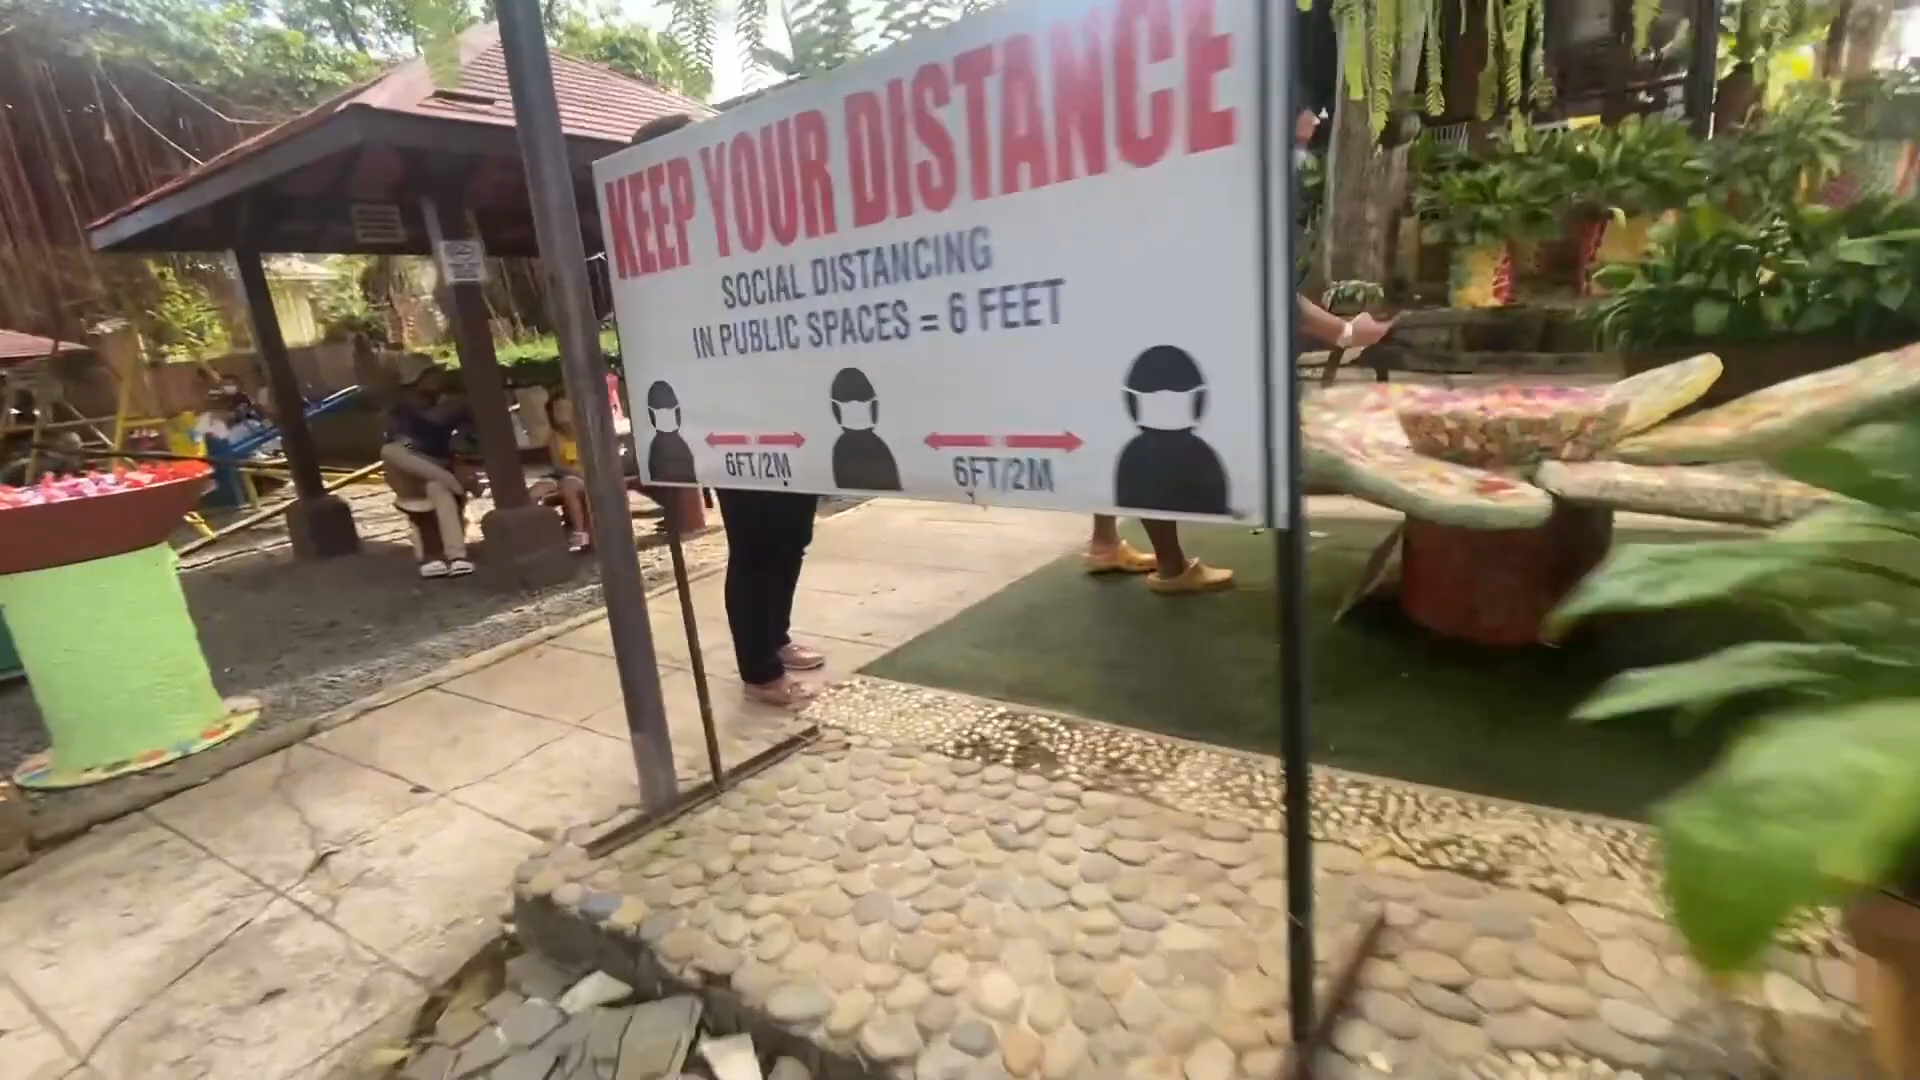 KEEP YOUR DISTANCE
SOCIAL DISTANCING
IN PUBLIC SPACES = 6 FEET
6FT/2M
6FT/2M